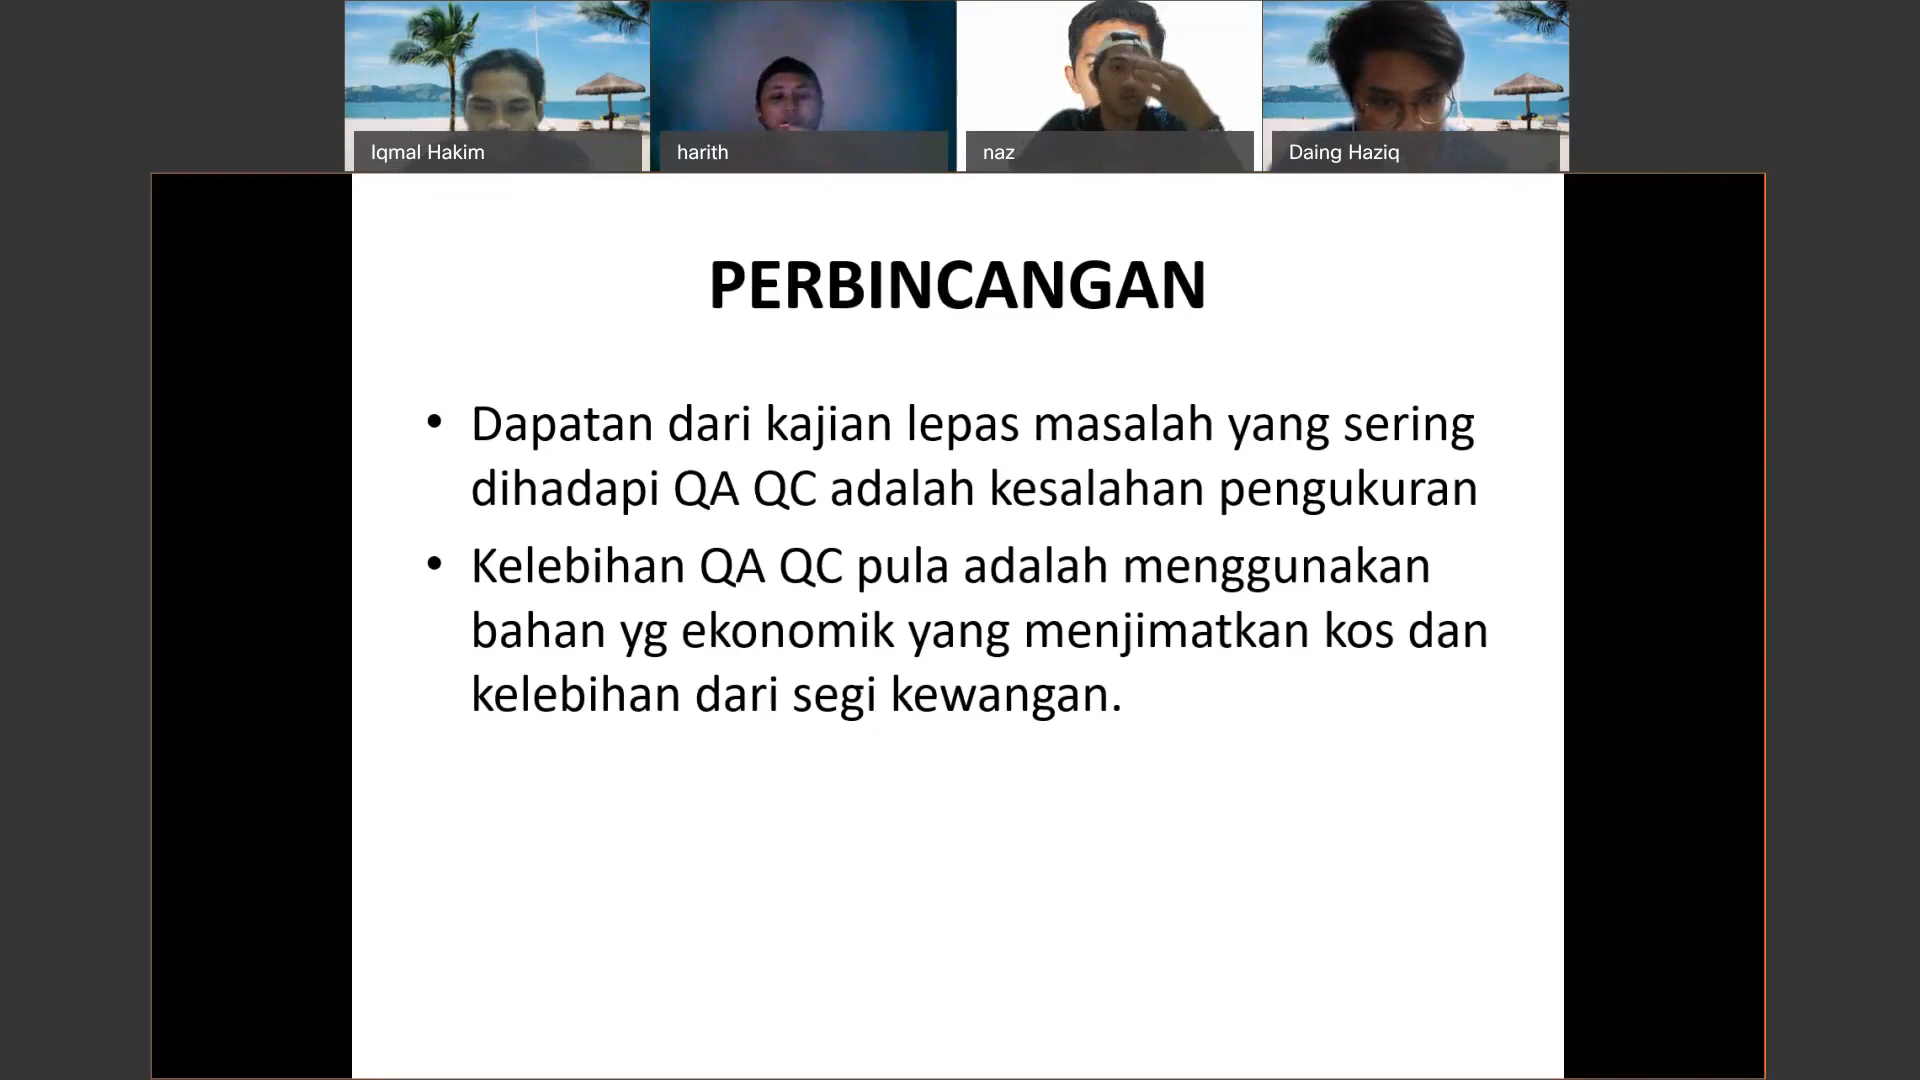 Iqmal Hakim
harith
naz
Daing Haziq
PERBINCANGAN
• Dapatan dari kajian lepas masalah yang sering
dihadapi QA QC adalah kesalahan pengukuran
• Kelebihan QA QC pula adalah menggunakan
bahan yg ekonomik yang menjimatkan kos dan
kelebihan dari segi kewangan.